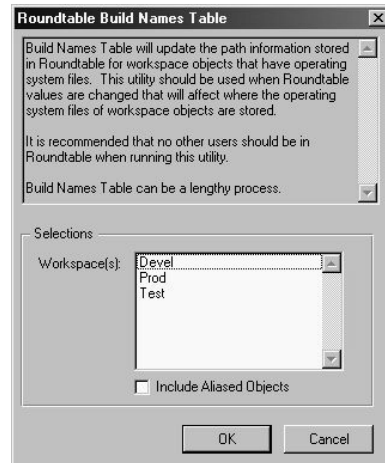 Roundtable Build Names Table
Build Names Table will update the path information stored
in Roundtable for workspace objects that have operating
system files. This utility should be used when Roundtable
values are changed that will affect where the operating
system files of workspace objects are stored.
It is recommended that no other users should be in
Roundtable when running this utility.
Build Names Table can be a lengthy process.
Selections
Workspace(s):
Devel
Prod
Test
Include Aliased Objects
OK
Cancel